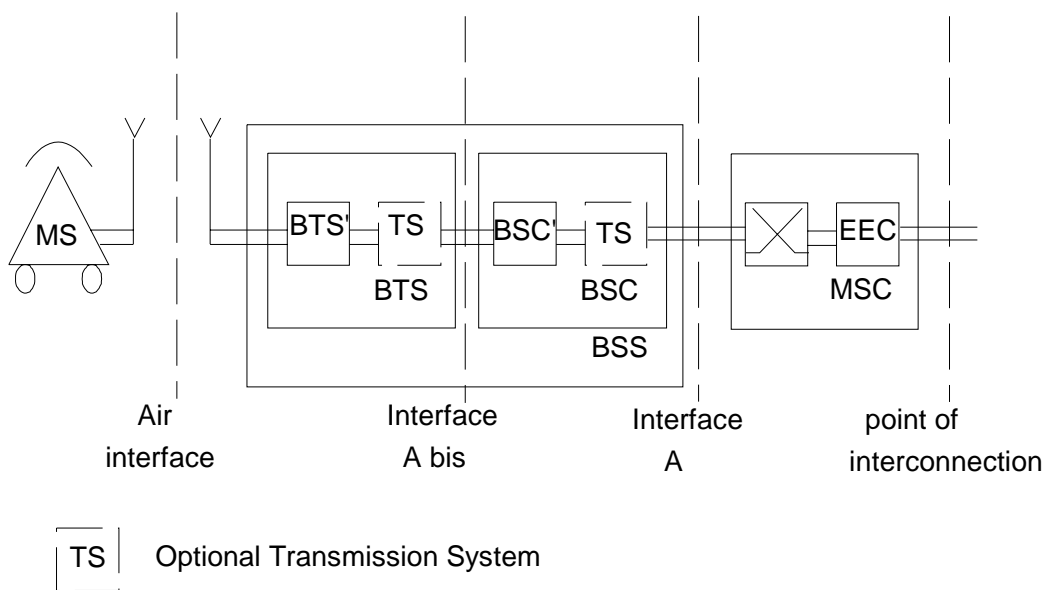 MS
BTS'
TS
BTS
BSC'
TS
BSC
BSS
EEC
MSC
Air
interface
Interface
A bis
Interface
A
point of
interconnection
TS
Optional Transmission System